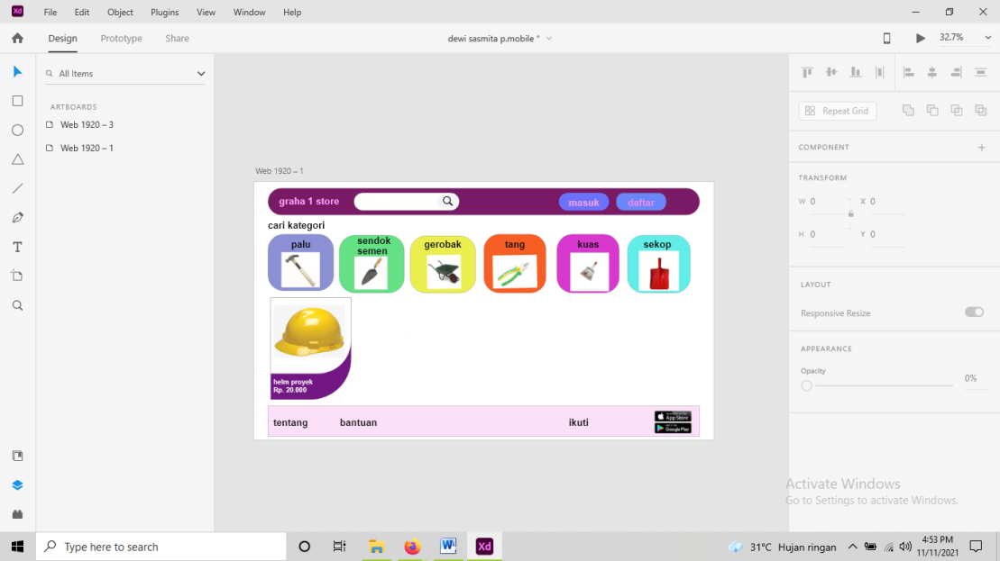 Xd File Edit Object Plugins View Window Help
Design Prototype Share
dewi sasmita p.mobile *
32.7%
All Items
ARTBOARDS
Web 1920 – 3
Web 1920 – 1
Web 1920 – 1
graha 1 store
masuk
daftar
cari kategori
palu
sendok
semen
gerobak
tang
kuas
sekop
helm proyek
Rp. 20.000
tentang
bantuan
ikuti
App Store
Google Play
Repeat Grid
COMPONENT
TRANSFORM
W 0 X 0
H 0 Y 0
LAYOUT
Responsive Resize
APPEARANCE
Opacity
0%
Activate Windows
Go to Settings to activate Windows.
Type here to search
W
Xd
31°C Hujan ringan
4:53 PM
11/11/2021